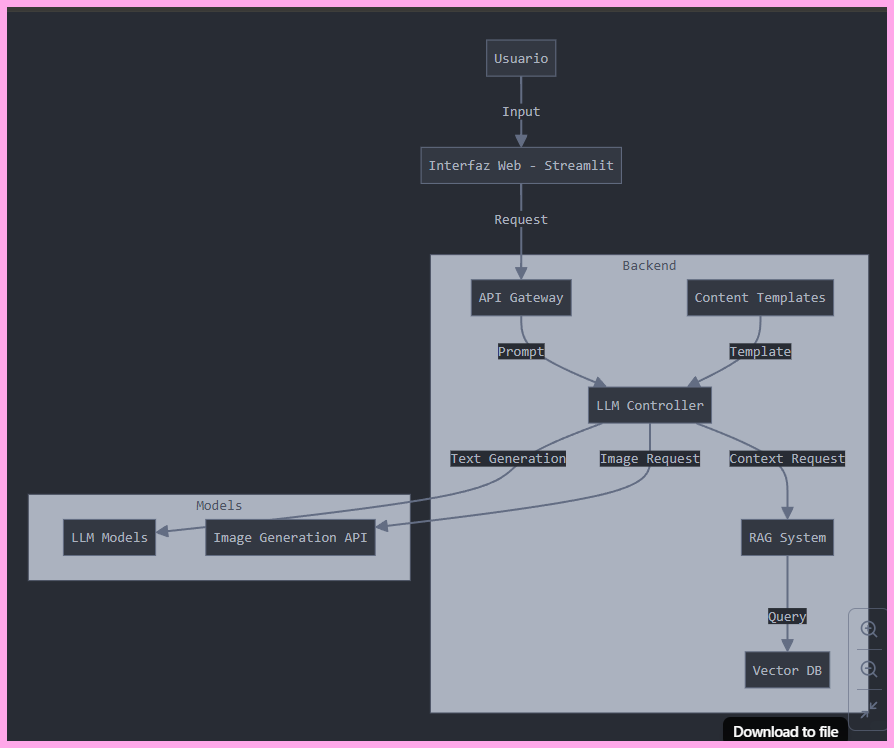 Usuario
Input
Interfaz Web - Streamlit
Request
Backend
API Gateway
Content Templates
Prompt
Template
LLM Controller
Text Generation
Image Request
Context Request
Models
LLM Models
Image Generation API
RAG System
Query
Vector DB
Download to file